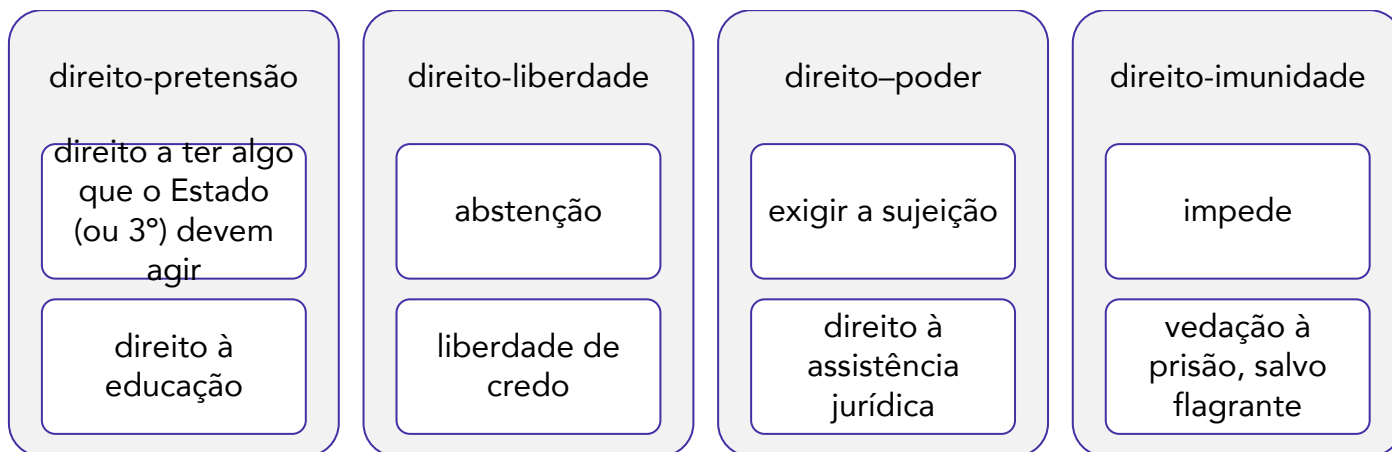 direito-pretensão
direito a ter algo
que o Estado
(ou 3º) devem
agir
direito à
educação
direito-liberdade
abstenção
liberdade de
credo
direito–poder
exigir a sujeição
direito à
assistência
jurídica
direito-imunidade
impede
vedação à
prisão, salvo
flagrante